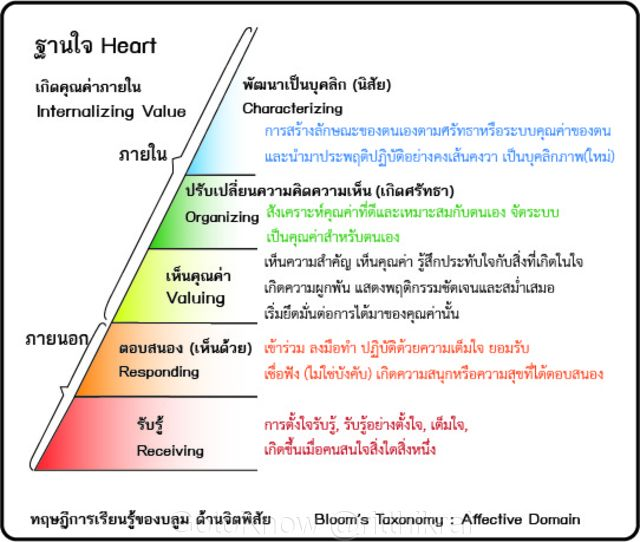 ฐานใจ Heart
เกิดคุณค่าภายใน
Internalizing Value
ภายใน
พัฒนาเป็นบุคลิก (นิสัย)
Characterizing
การสร้างลักษณะของตนเองตามศรัทธาหรือระบบคุณค่าของตน
และนำมาประพฤติปฏิบัติอย่างคงเส้นคงวา เป็นบุคลิกภาพ(ใหม่)
ปรับเปลี่ยนความคิดความเห็น (เกิดศรัทธา)
Organizing
สังเคราะห์คุณค่าที่ดีและเหมาะสมกับตนเอง จัดระบบ
เป็นคุณค่าสำหรับตนเอง
เห็นคุณค่า
Valuing
เห็นความสำคัญ เห็นคุณค่า รู้สึกประทับใจกับสิ่งที่เกิดในใจ
เกิดความผูกพัน แสดงพฤติกรรมชัดเจนและสม่ำเสมอ
เริ่มยึดมั่นต่อการได้มาของคุณค่านั้น
ภายนอก
ตอบสนอง (เห็นด้วย)
Responding
เข้าร่วม ลงมือทำ ปฏิบัติด้วยความเต็มใจ ยอมรับ
เชื่อฟัง (ไม่ใช่บังคับ) เกิดความสนุกหรือความสุขที่ได้ตอบสนอง
รับรู้
Receiving
การตั้งใจรับรู้, รับรู้อย่างตั้งใจ, เต็มใจ,
เกิดขึ้นเมื่อคนสนใจสิ่งใดสิ่งหนึ่ง
ทฤษฎีการเรียนรู้ของบลูม ด้านจิตพิสัย Bloom's Taxonomy : Affective Domain